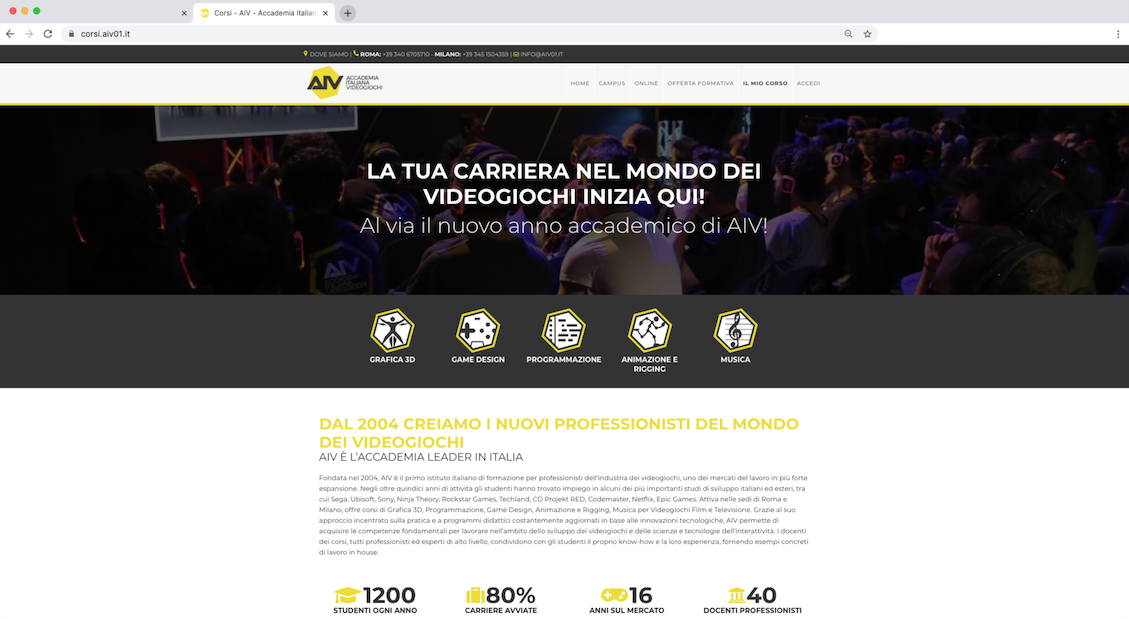 Corsi - AIV - Accademia italian
corsi.aiv01.it
DOVE SIAMO | ROMA: +39 340 6703710 - MILANO: +39 345 1504359 | INFO@AIV01.IT
AIV ACCADEMIA
ITALIANA
VIDEOGIOCHI
HOME CAMPUS ONLINE OFFERTA FORMATIVA IL MIO CORSO ACCEDI
LA TUA CARRIERA NEL MONDO DEI
VIDEOGIOCHI INIZIA QUI!
Al via il nuovo anno accademico di AIV!
AIV
GRAFICA 3D GAME DESIGN PROGRAMMAZIONE ANIMAZIONE E
RIGGING MUSICA
DAL 2004 CREIAMO I NUOVI PROFESSIONISTI DEL MONDO
DEI VIDEOGIOCHI
AIV È L'ACCADEMIA LEADER IN ITALIA
Fondata nel 2004, AIV è il primo istituto italiano di formazione per professionisti dell'industria dei videogiochi, uno dei mercati del lavoro in più forte
espansione. Negli oltre quindici anni di attività gli studenti hanno trovato impiego in alcuni dei più importanti studi di sviluppo italiani ed esteri, tra
cui Sega, Ubisoft, Sony, Ninja Theory, Rockstar Games, Techland, CD Projekt RED, Codemaster, Netflix, Epic Games. Attiva nelle sedi di Roma e
Milano, offre corsi di Grafica 3D, Programmazione, Game Design, Animazione e Rigging, Musica per Videogiochi Film e Televisione. Grazie al suo
approccio incentrato sulla pratica e a programmi didattici costantemente aggiornati in base alle innovazioni tecnologiche, AIV permette di
acquisire le competenze fondamentali per lavorare nell'ambito dello sviluppo dei videogiochi e delle scienze e tecnologie dell'interattività. I docenti
dei corsi, tutti professionisti ed esperti di alto livello, condividono con gli studenti il proprio know-how e la loro esperienza, fornendo esempi concreti
di lavoro in house.
1200 80% 16 40
STUDENTI OGNI ANNO CARRIERE AVVIATE ANNI SUL MERCATO DOCENTI PROFESSIONISTI